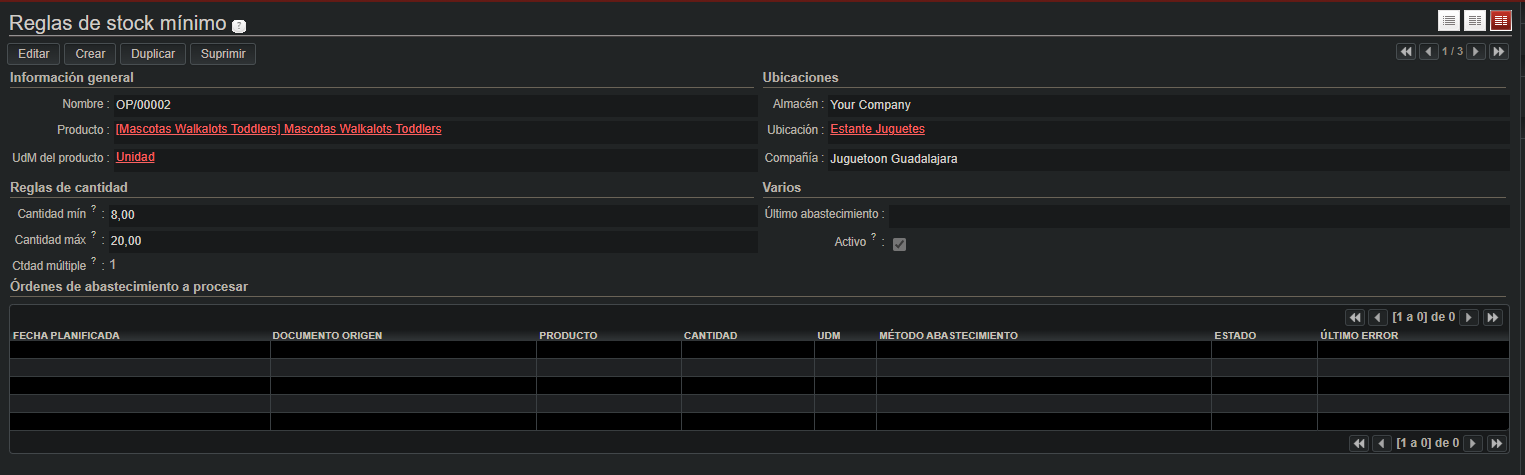 Reglas de stock mínimo ?
Editar Crear Duplicar Suprimir 1 / 3
Información general
Nombre : OP/00002
Producto : [Mascotas Walkalots Toddlers] Mascotas Walkalots Toddlers
UdM del producto : Unidad
Ubicaciones
Almacén : Your Company
Ubicación : Estante Juguetes
Compañía : Juguetoon Guadalajara
Reglas de cantidad
Cantidad mín ? : 8,00
Cantidad máx ? : 20,00
Ctdad múltiple ? : 1
Varios
Último abastecimiento :
Activo ? :
Órdenes de abastecimiento a procesar
[1 a 0] de 0
FECHA PLANIFICADA DOCUMENTO ORIGEN PRODUCTO CANTIDAD UDM MÉTODO ABASTECIMIENTO ESTADO ÚLTIMO ERROR
[1 a 0] de 0